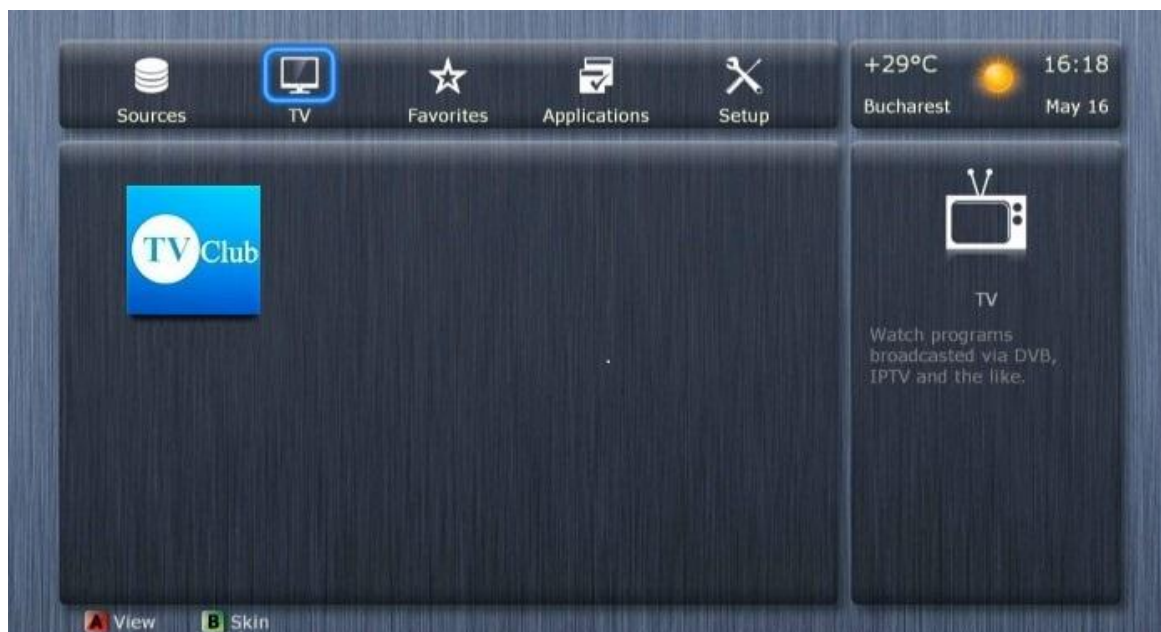 Sources
TV
Favorites
Applications
Setup
+29°C
16:18
Bucharest
May 16
TV Club
TV
Watch programs
broadcasted via DVB,
IPTV and the like.
A View
B Skin